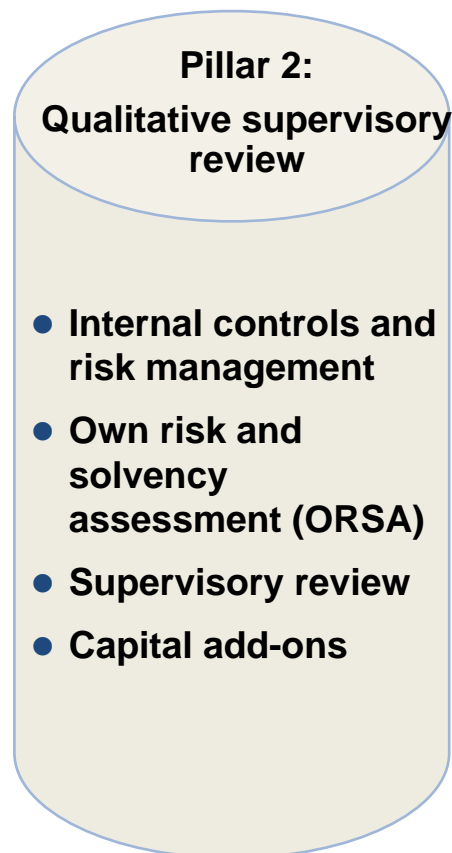 Pillar 2:
Qualitative supervisory
review
● Internal controls and
risk management
● Own risk and
solvency
assessment (ORSA)
● Supervisory review
● Capital add-ons